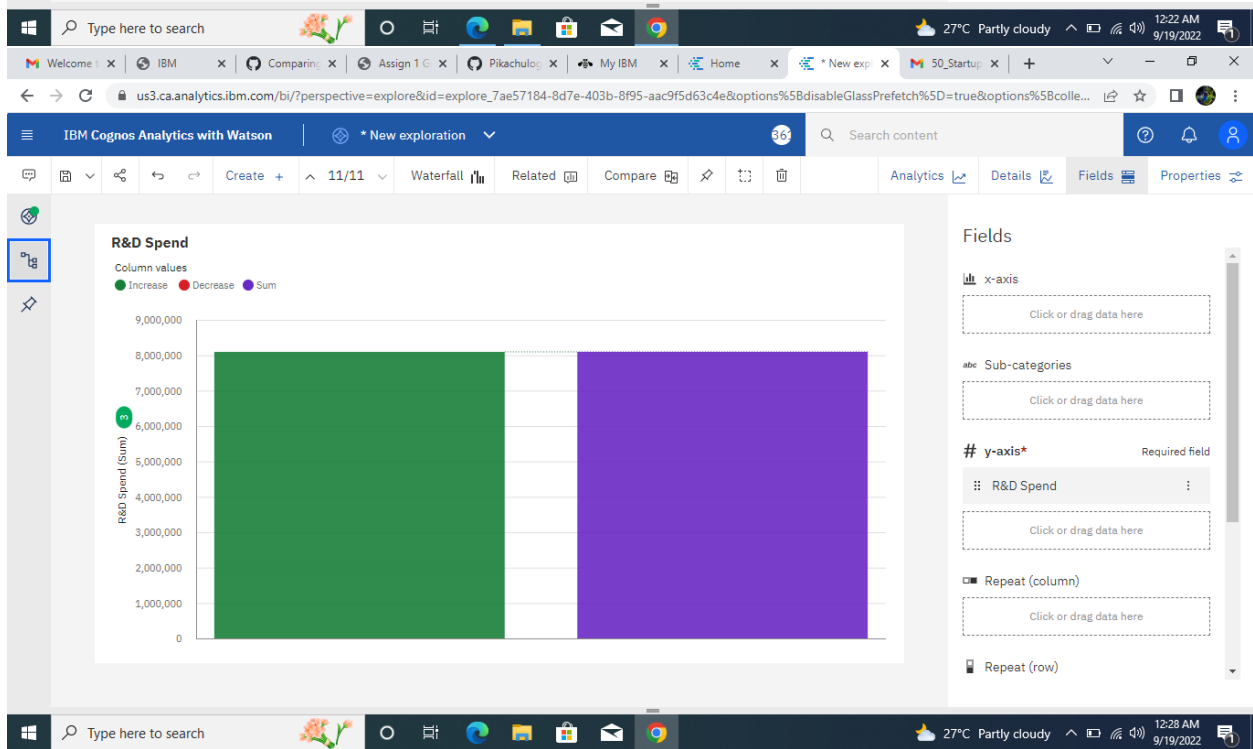 Type here to search
27°C Partly cloudy
12:22 AM
9/19/2022
1
Welcome t
IBM
Comparing
Assign 1 G
Pikachulog
My IBM
Home
* New expl
50_Startup
us3.ca.analytics.ibm.com/bi/?perspective=explore&id=explore_7ae57184-8d7e-403b-8f95-aac9f5d63c4e&options%5BdisableGlassPrefetch%5D=true&options%5Bcolle...
IBM Cognos Analytics with Watson
* New exploration
Search content
Create +
11/11
Waterfall
Related
Compare
Analytics
Details
Fields
Properties
R&D Spend
Column values
Increase
Decrease
Sum
9,000,000
8,000,000
7,000,000
6,000,000
5,000,000
4,000,000
3,000,000
2,000,000
1,000,000
0
R&D Spend (Sum)
3
Fields
x-axis
Click or drag data here
abc Sub-categories
Click or drag data here
# y-axis*
Required field
R&D Spend
Click or drag data here
Repeat (column)
Click or drag data here
Repeat (row)
Type here to search
27°C Partly cloudy
12:28 AM
9/19/2022
1